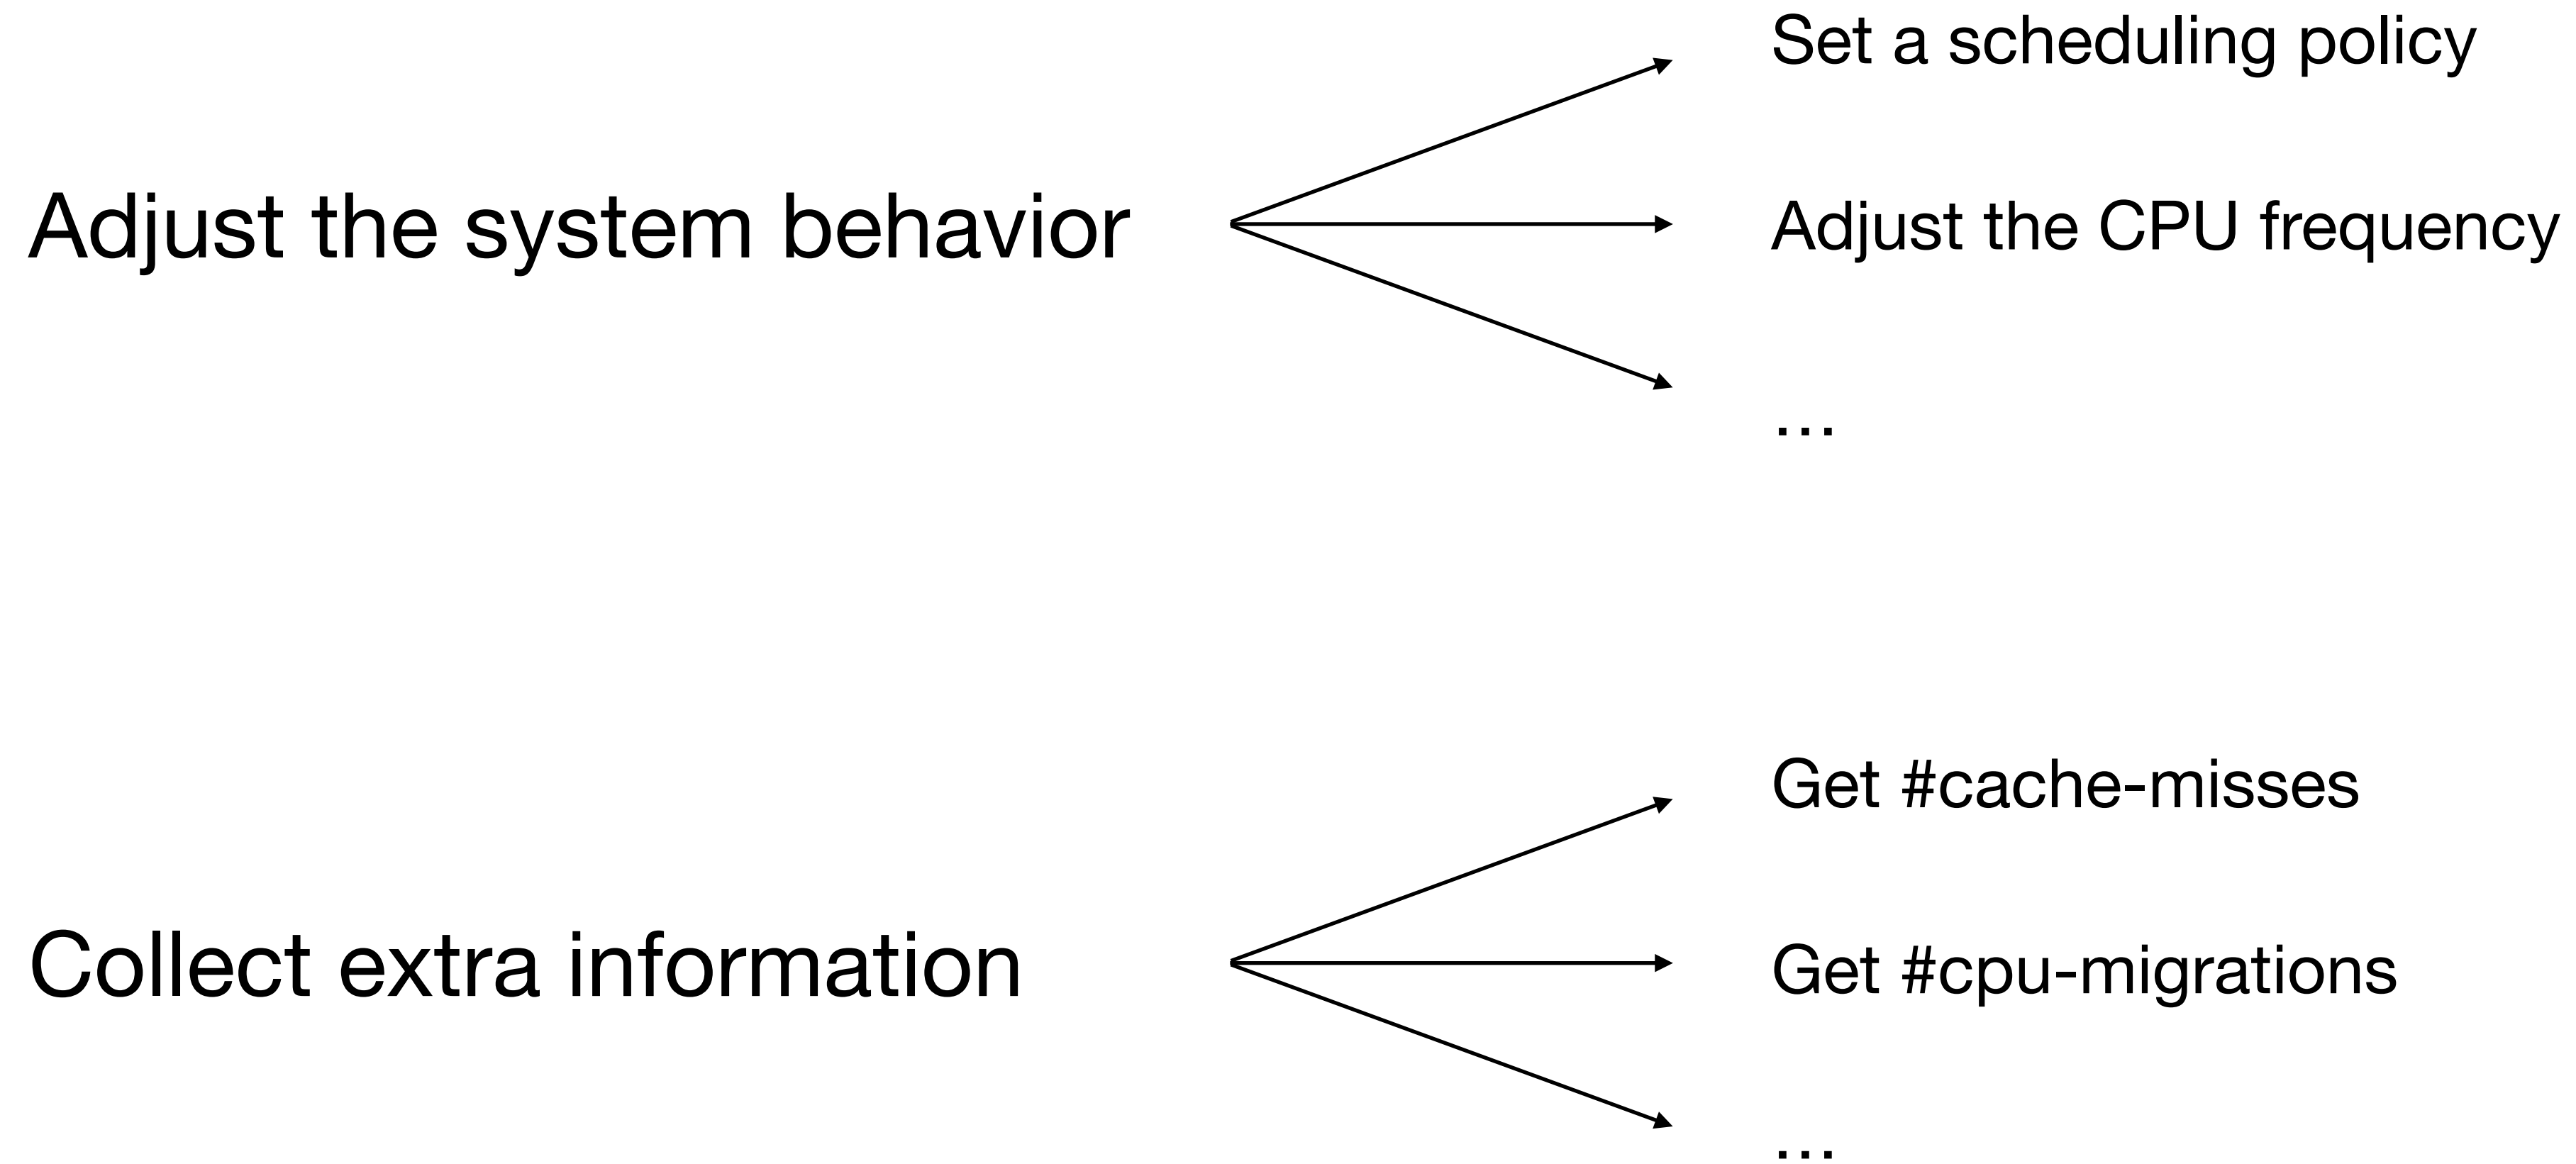 Set a scheduling policy
Adjust the system behavior
Adjust the CPU frequency
...
Get #cache-misses
Collect extra information
Get #cpu-migrations
...